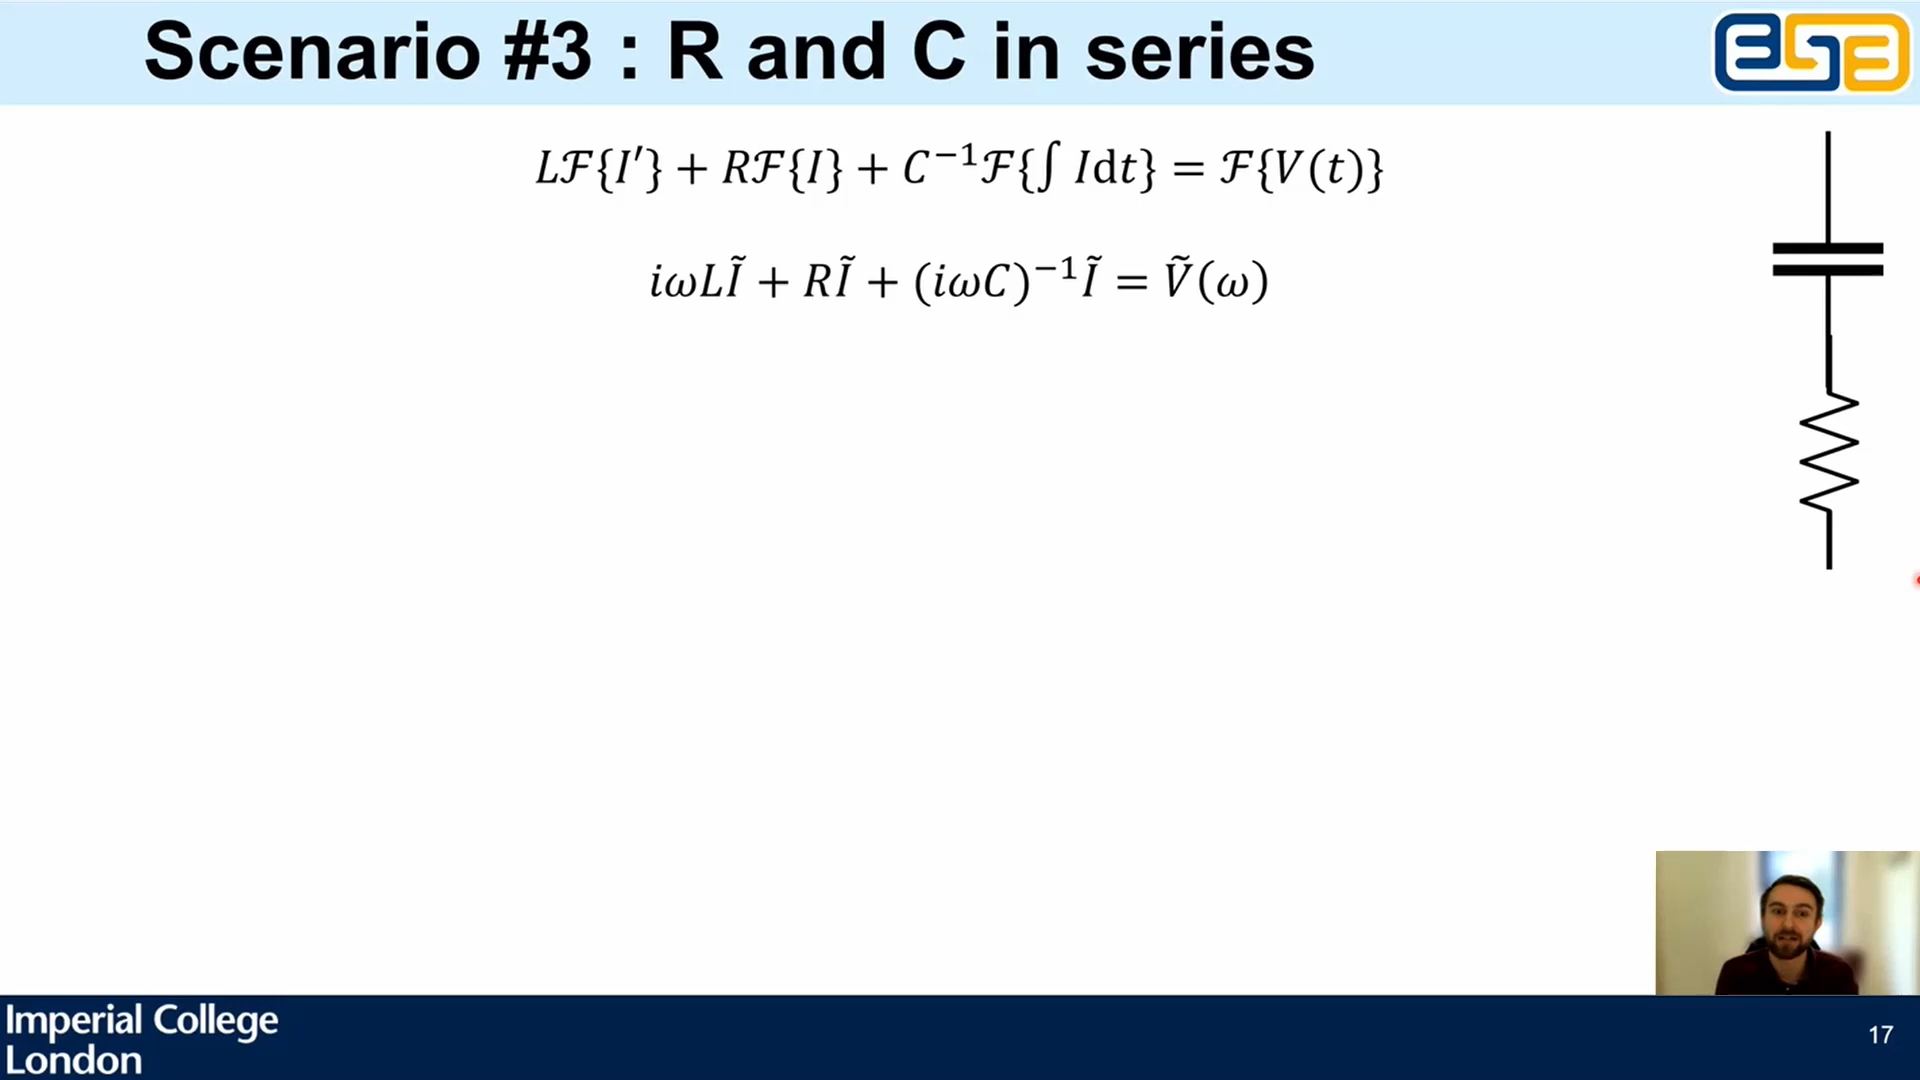 Scenario #3 : R and C in series
Lℱ{I′} + Rℱ{I} + C⁻¹ℱ{∫ Idt} = ℱ{V(t)}
iωLĨ + RĨ + (iωC)⁻¹Ĩ = Ṽ(ω)
Imperial College
London
17